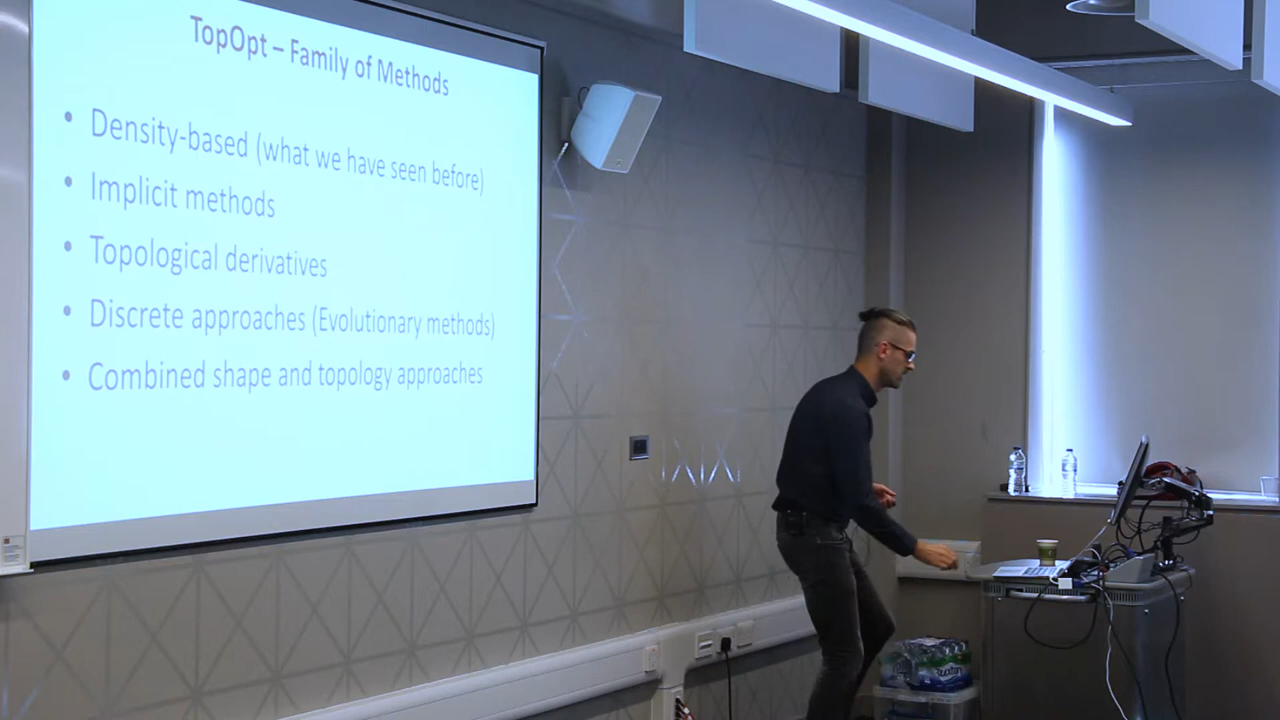 TopOpt – Family of Methods
• Density-based (what we have seen before)
• Implicit methods
• Topological derivatives
• Discrete approaches (Evolutionary methods)
• Combined shape and topology approaches